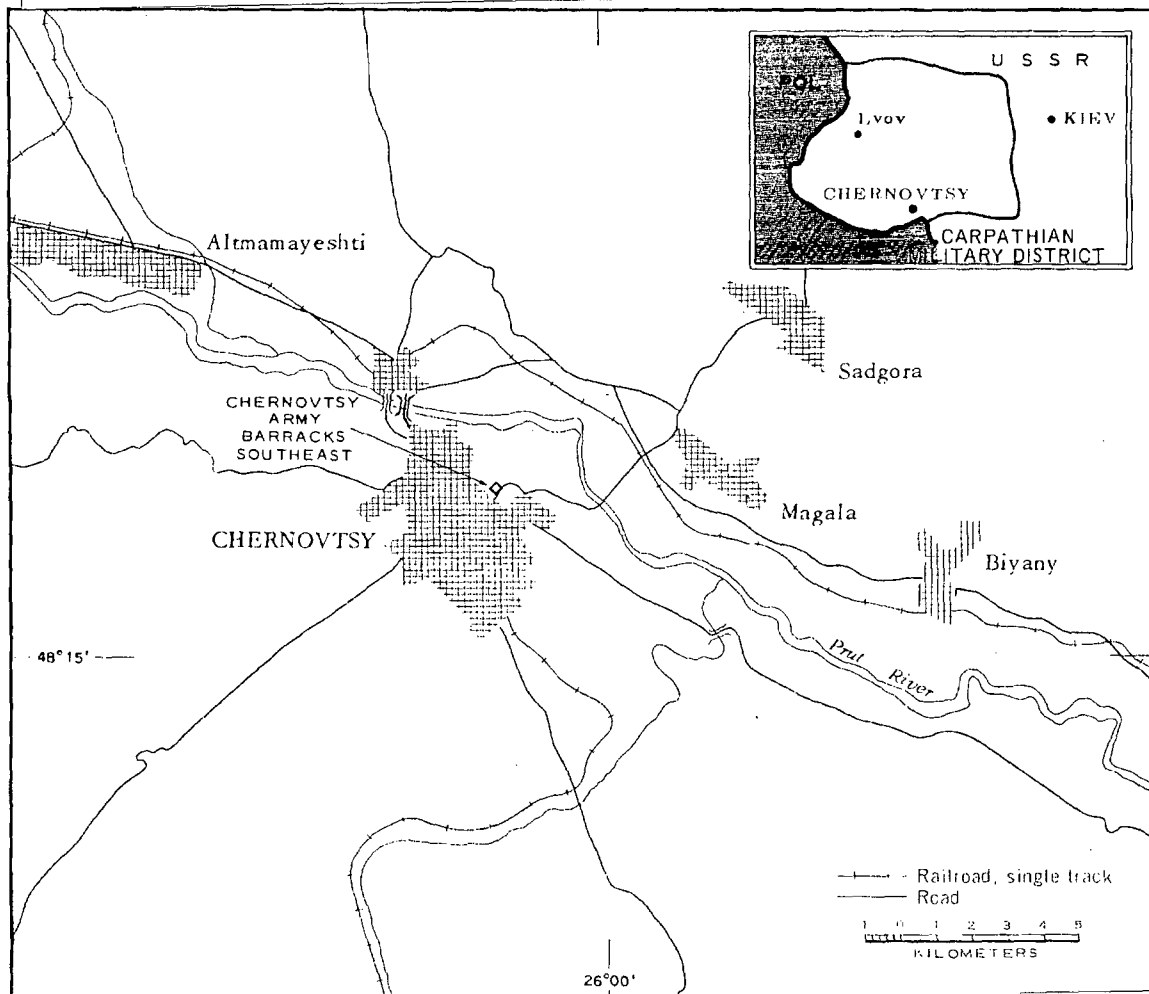 U S S R
POL.
Lvov
KIEV
CHERNOVTSY
CARPATHIAN
MILITARY DISTRICT
Altmamayeshti
Sadgora
CHERNOVTSY
ARMY
BARRACKS
SOUTHEAST
Magala
CHERNOVTSY
Biyany
48°15'
Prut River
Railroad, single track
Road
1 0 1 2 3 4 5
KILOMETERS
26°00'